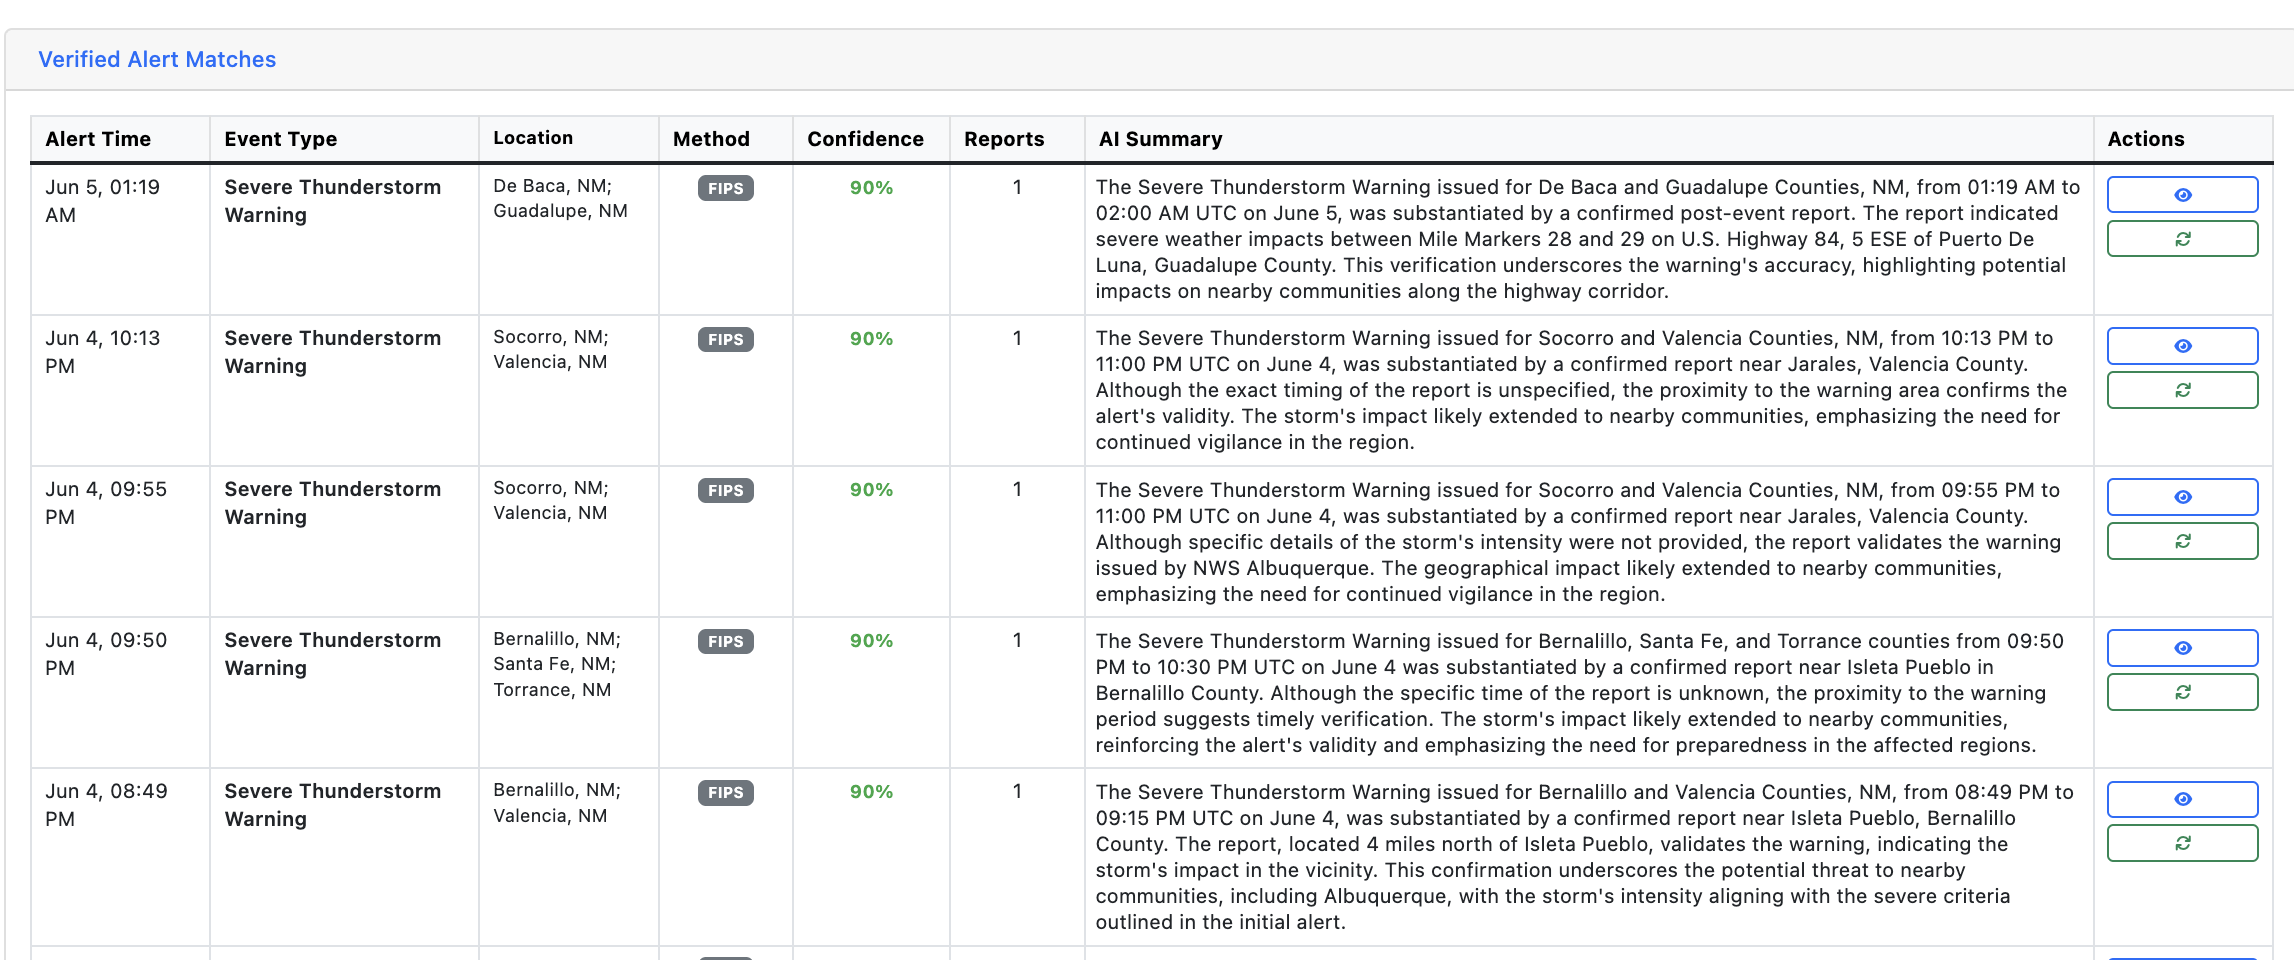 Verified Alert Matches
Alert Time Event Type Location Method Confidence Reports AI Summary Actions
Jun 5, 01:19
AM
Severe Thunderstorm
Warning
De Baca, NM;
Guadalupe, NM
FIPS
90%
1
The Severe Thunderstorm Warning issued for De Baca and Guadalupe Counties, NM, from 01:19 AM to
02:00 AM UTC on June 5, was substantiated by a confirmed post-event report. The report indicated
severe weather impacts between Mile Markers 28 and 29 on U.S. Highway 84, 5 ESE of Puerto De
Luna, Guadalupe County. This verification underscores the warning's accuracy, highlighting potential
impacts on nearby communities along the highway corridor.
Jun 4, 10:13
PM
Severe Thunderstorm
Warning
Socorro, NM;
Valencia, NM
FIPS
90%
1
The Severe Thunderstorm Warning issued for Socorro and Valencia Counties, NM, from 10:13 PM to
11:00 PM UTC on June 4, was substantiated by a confirmed report near Jarales, Valencia County.
Although the exact timing of the report is unspecified, the proximity to the warning area confirms the
alert's validity. The storm's impact likely extended to nearby communities, emphasizing the need for
continued vigilance in the region.
Jun 4, 09:55
PM
Severe Thunderstorm
Warning
Socorro, NM;
Valencia, NM
FIPS
90%
1
The Severe Thunderstorm Warning issued for Socorro and Valencia Counties, NM, from 09:55 PM to
11:00 PM UTC on June 4, was substantiated by a confirmed report near Jarales, Valencia County.
Although specific details of the storm's intensity were not provided, the report validates the warning
issued by NWS Albuquerque. The geographical impact likely extended to nearby communities,
emphasizing the need for continued vigilance in the region.
Jun 4, 09:50
PM
Severe Thunderstorm
Warning
Bernalillo, NM;
Santa Fe, NM;
Torrance, NM
FIPS
90%
1
The Severe Thunderstorm Warning issued for Bernalillo, Santa Fe, and Torrance counties from 09:50
PM to 10:30 PM UTC on June 4 was substantiated by a confirmed report near Isleta Pueblo in
Bernalillo County. Although the specific time of the report is unknown, the proximity to the warning
period suggests timely verification. The storm's impact likely extended to nearby communities,
reinforcing the alert's validity and emphasizing the need for preparedness in the affected regions.
Jun 4, 08:49
PM
Severe Thunderstorm
Warning
Bernalillo, NM;
Valencia, NM
FIPS
90%
1
The Severe Thunderstorm Warning issued for Bernalillo and Valencia Counties, NM, from 08:49 PM to
09:15 PM UTC on June 4, was substantiated by a confirmed report near Isleta Pueblo, Bernalillo
County. The report, located 4 miles north of Isleta Pueblo, validates the warning, indicating the
storm's impact in the vicinity. This confirmation underscores the potential threat to nearby
communities, including Albuquerque, with the storm's intensity aligning with the severe criteria
outlined in the initial alert.